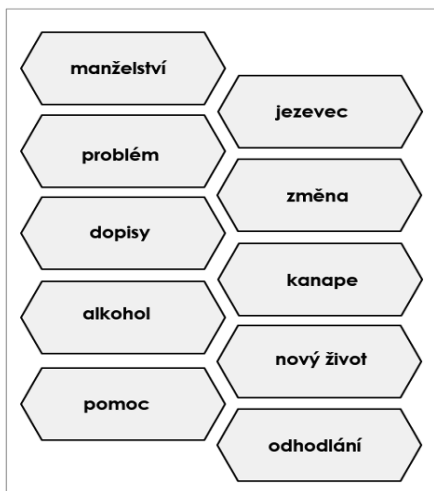 manželství
jezevec
problém
změna
dopisy
kanape
alkohol
nový život
pomoc
odhodlání